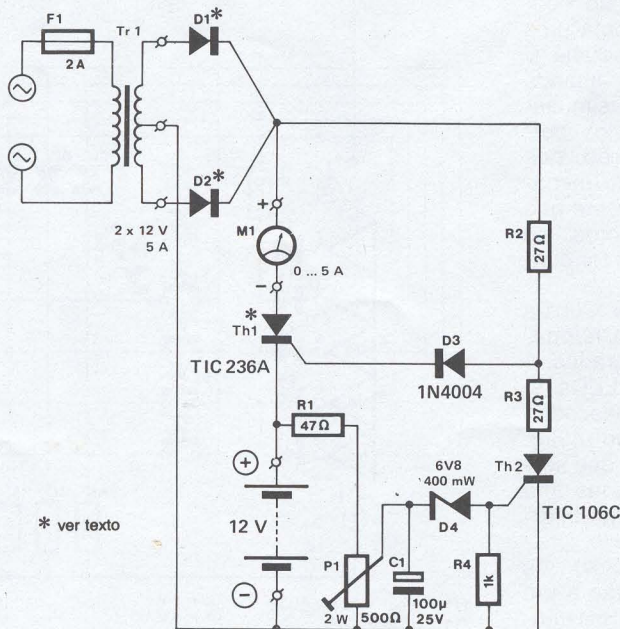 F1
2 A
Tr 1
D1*
D2*
2 x 12 V
5 A
+
M1
0 ... 5 A
−
*
Th1
TIC 236A
R2
27Ω
D3
1N4004
R3
27Ω
R1
47Ω
6V8
400 mW
D4
Th2
TIC 106C
+
12 V
−
* ver texto
P1
2 W
500Ω
C1
100µ
25V
R4
1k